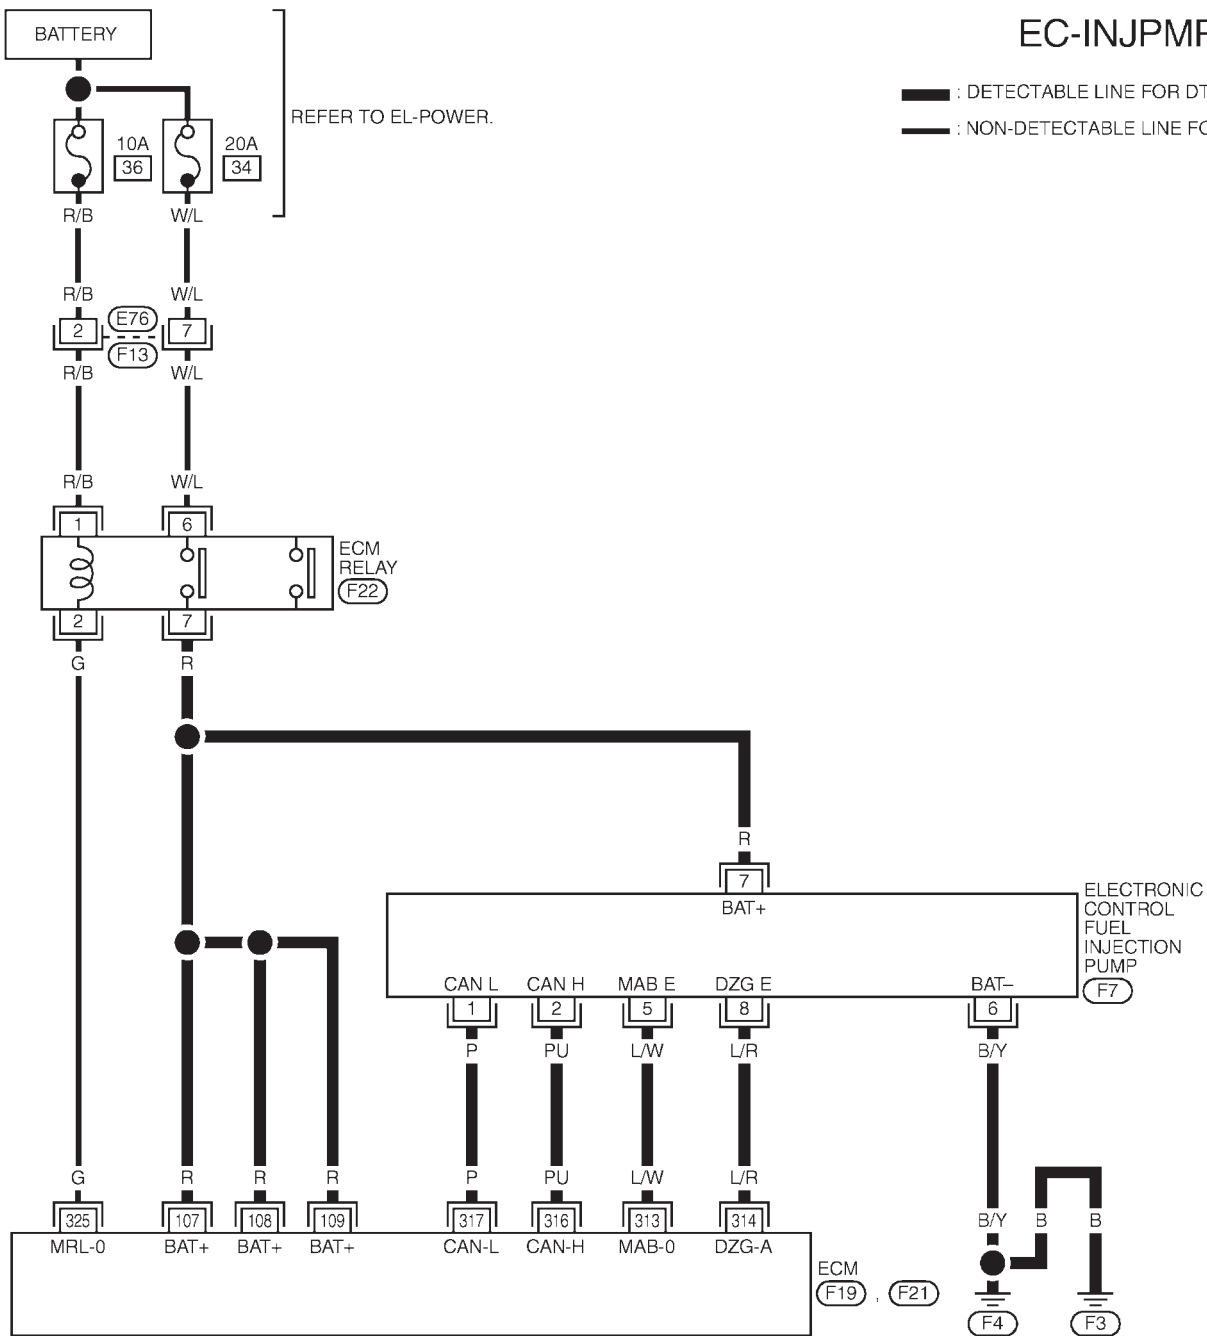 EC-INJPMP
BATTERY
: DETECTABLE LINE FOR DT
: NON-DETECTABLE LINE FO
REFER TO EL-POWER.
10A
36
20A
34
R/B
W/L
R/B
W/L
2
E76
F13
7
R/B
W/L
R/B
W/L
1
6
ECM
RELAY
F22
2
7
G
R
R
7
BAT+
ELECTRONIC
CONTROL
FUEL
INJECTION
PUMP
F7
CAN L
CAN H
MAB E
DZG E
BAT–
1
2
5
8
6
P
PU
L/W
L/R
B/Y
G
R
R
R
P
PU
L/W
L/R
325
107
108
109
317
316
313
314
B/Y
B
B
MRL-0
BAT+
BAT+
BAT+
CAN-L
CAN-H
MAB-0
DZG-A
ECM
F19 , F21
F4
F3